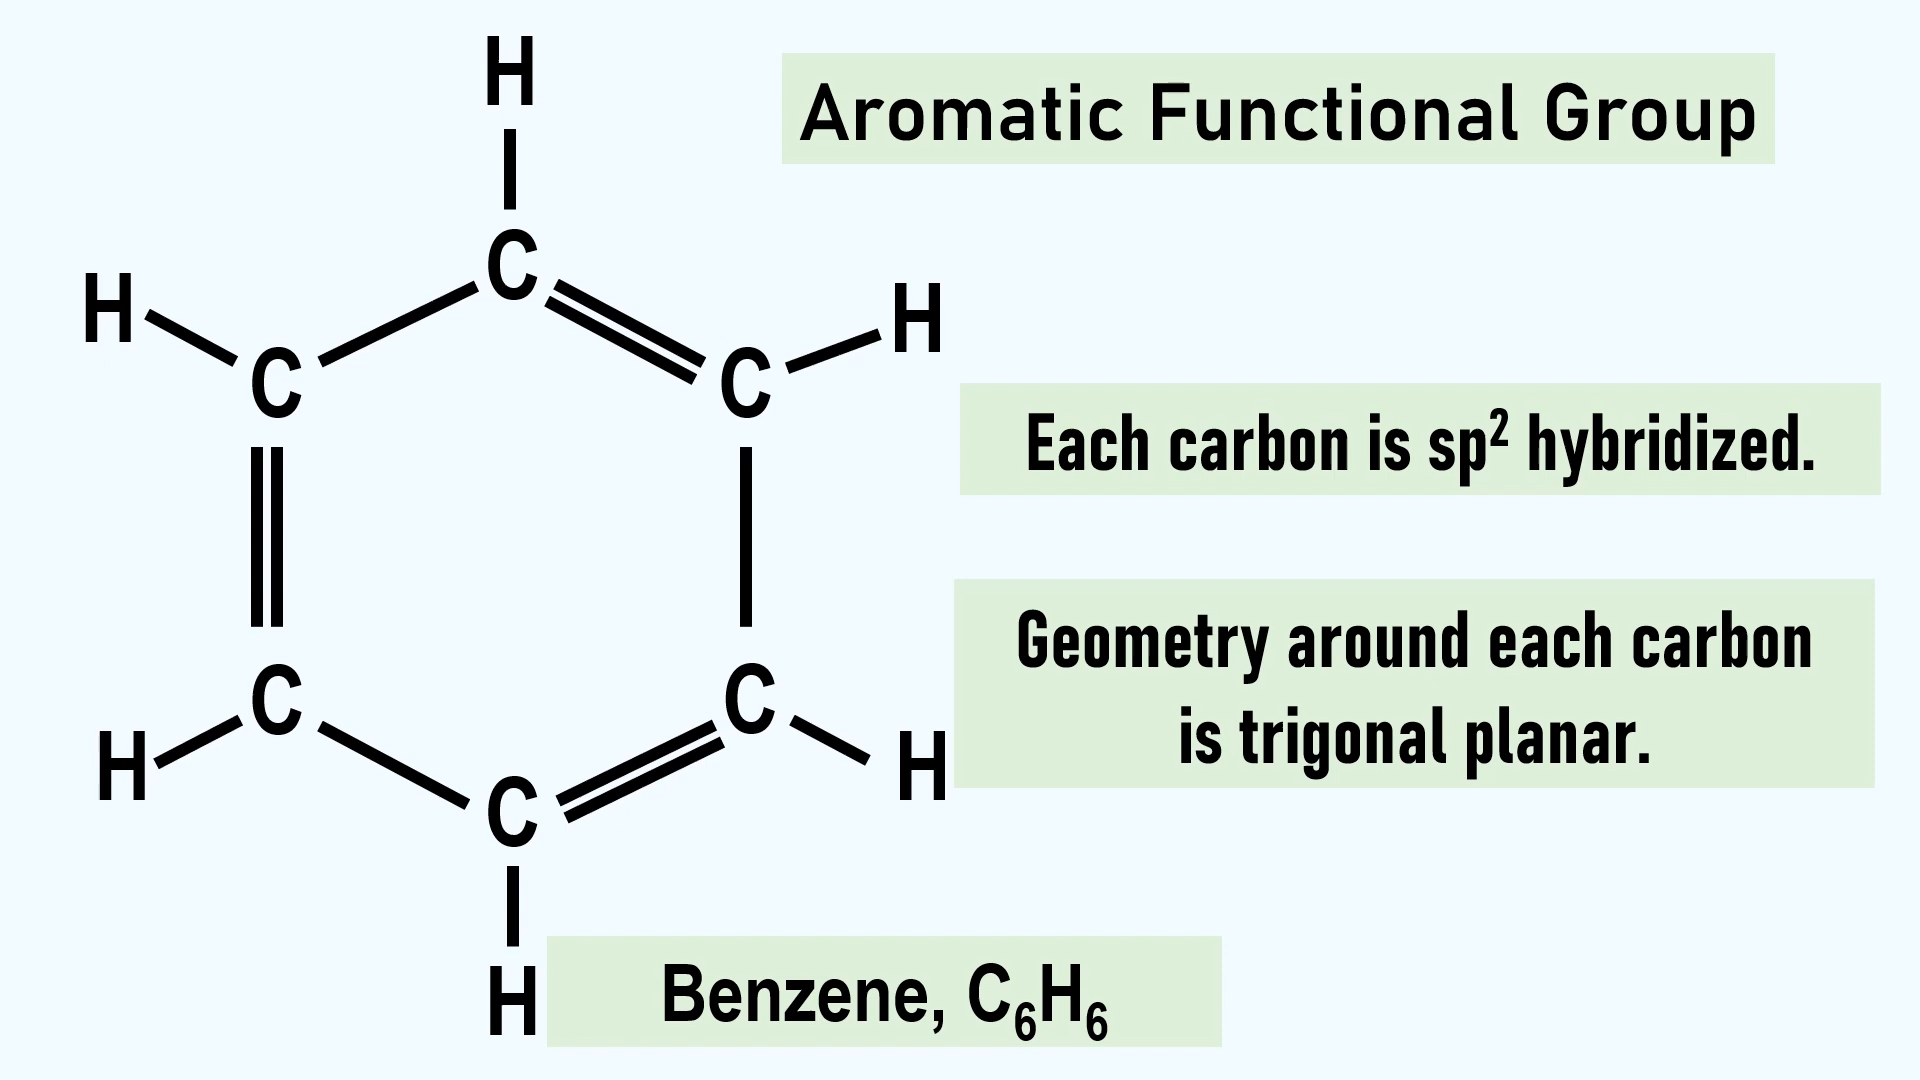 H
Aromatic Functional Group
C
H
H
C
C
Each carbon is sp² hybridized.
Geometry around each carbon
is trigonal planar.
C
C
H
H
C
Benzene, C₆H₆
H